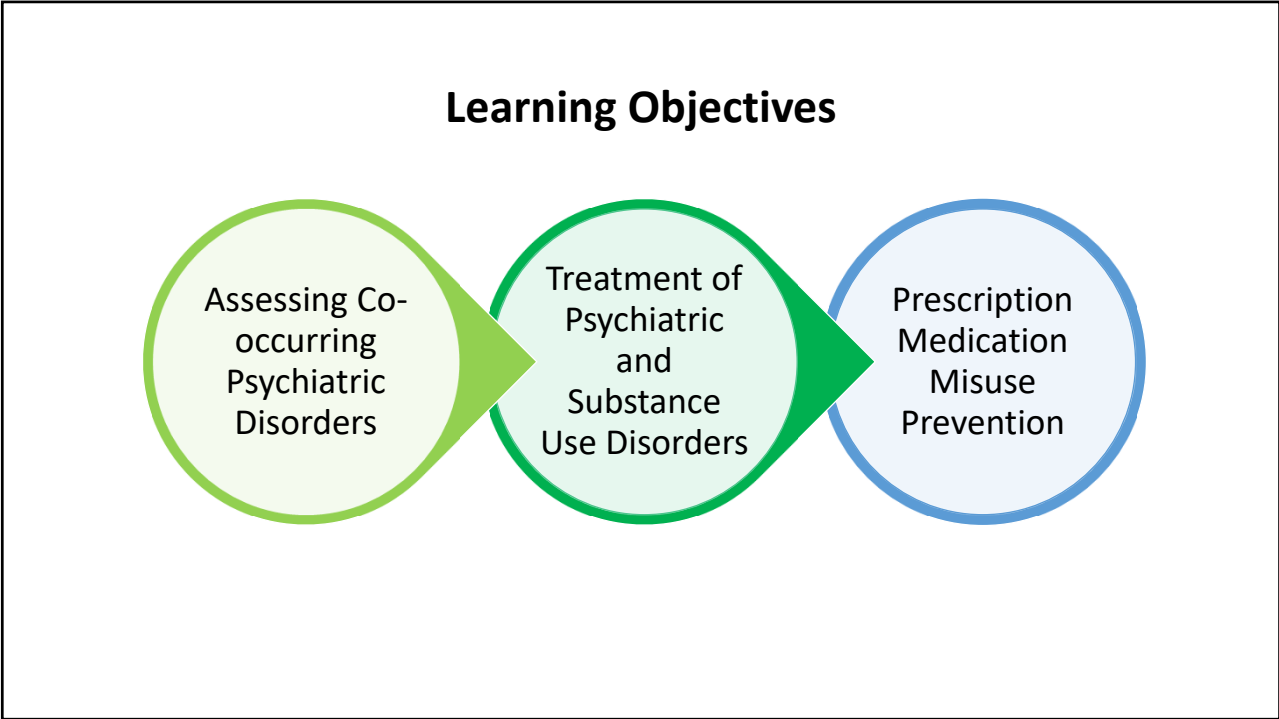 Learning Objectives
Assessing Co-
occurring
Psychiatric
Disorders
Treatment of
Psychiatric
and
Substance
Use Disorders
Prescription
Medication
Misuse
Prevention